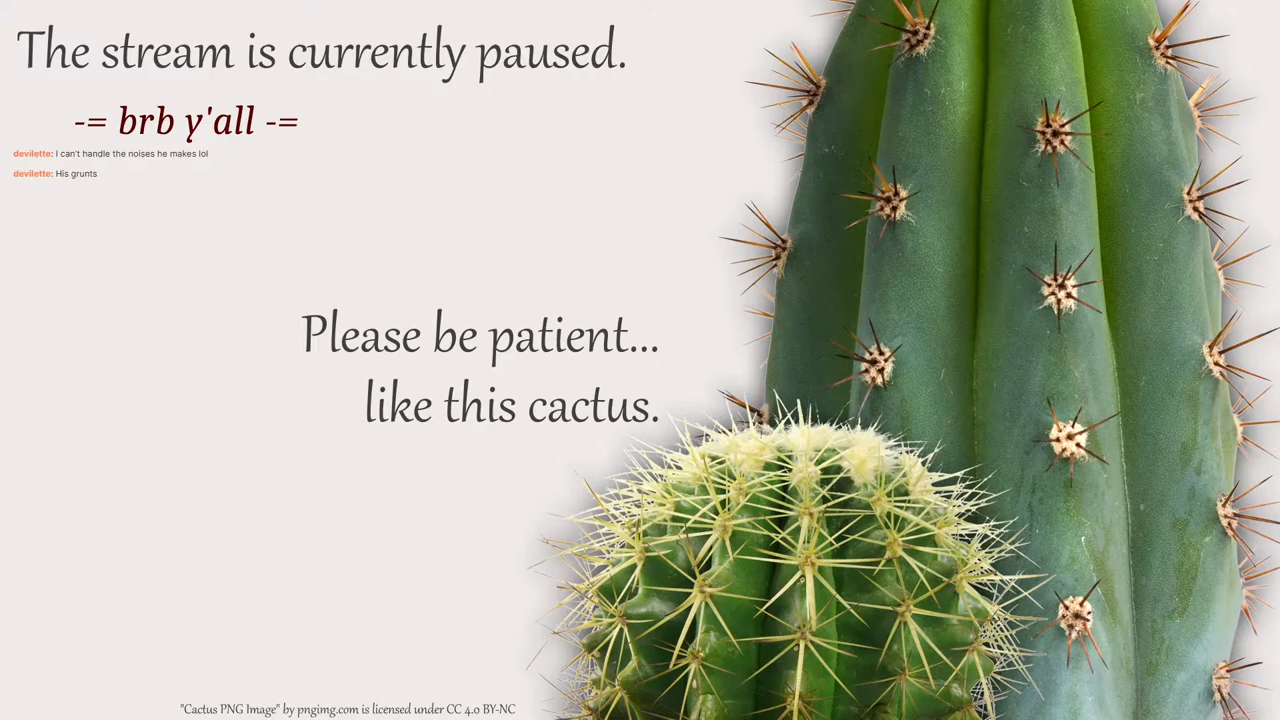 The stream is currently paused.
-= brb y'all -=
devilette: I can't handle the noises he makes lol
devilette: His grunts
Please be patient...
like this cactus.
"Cactus PNG Image" by pngimg.com is licensed under CC 4.0 BY-NC